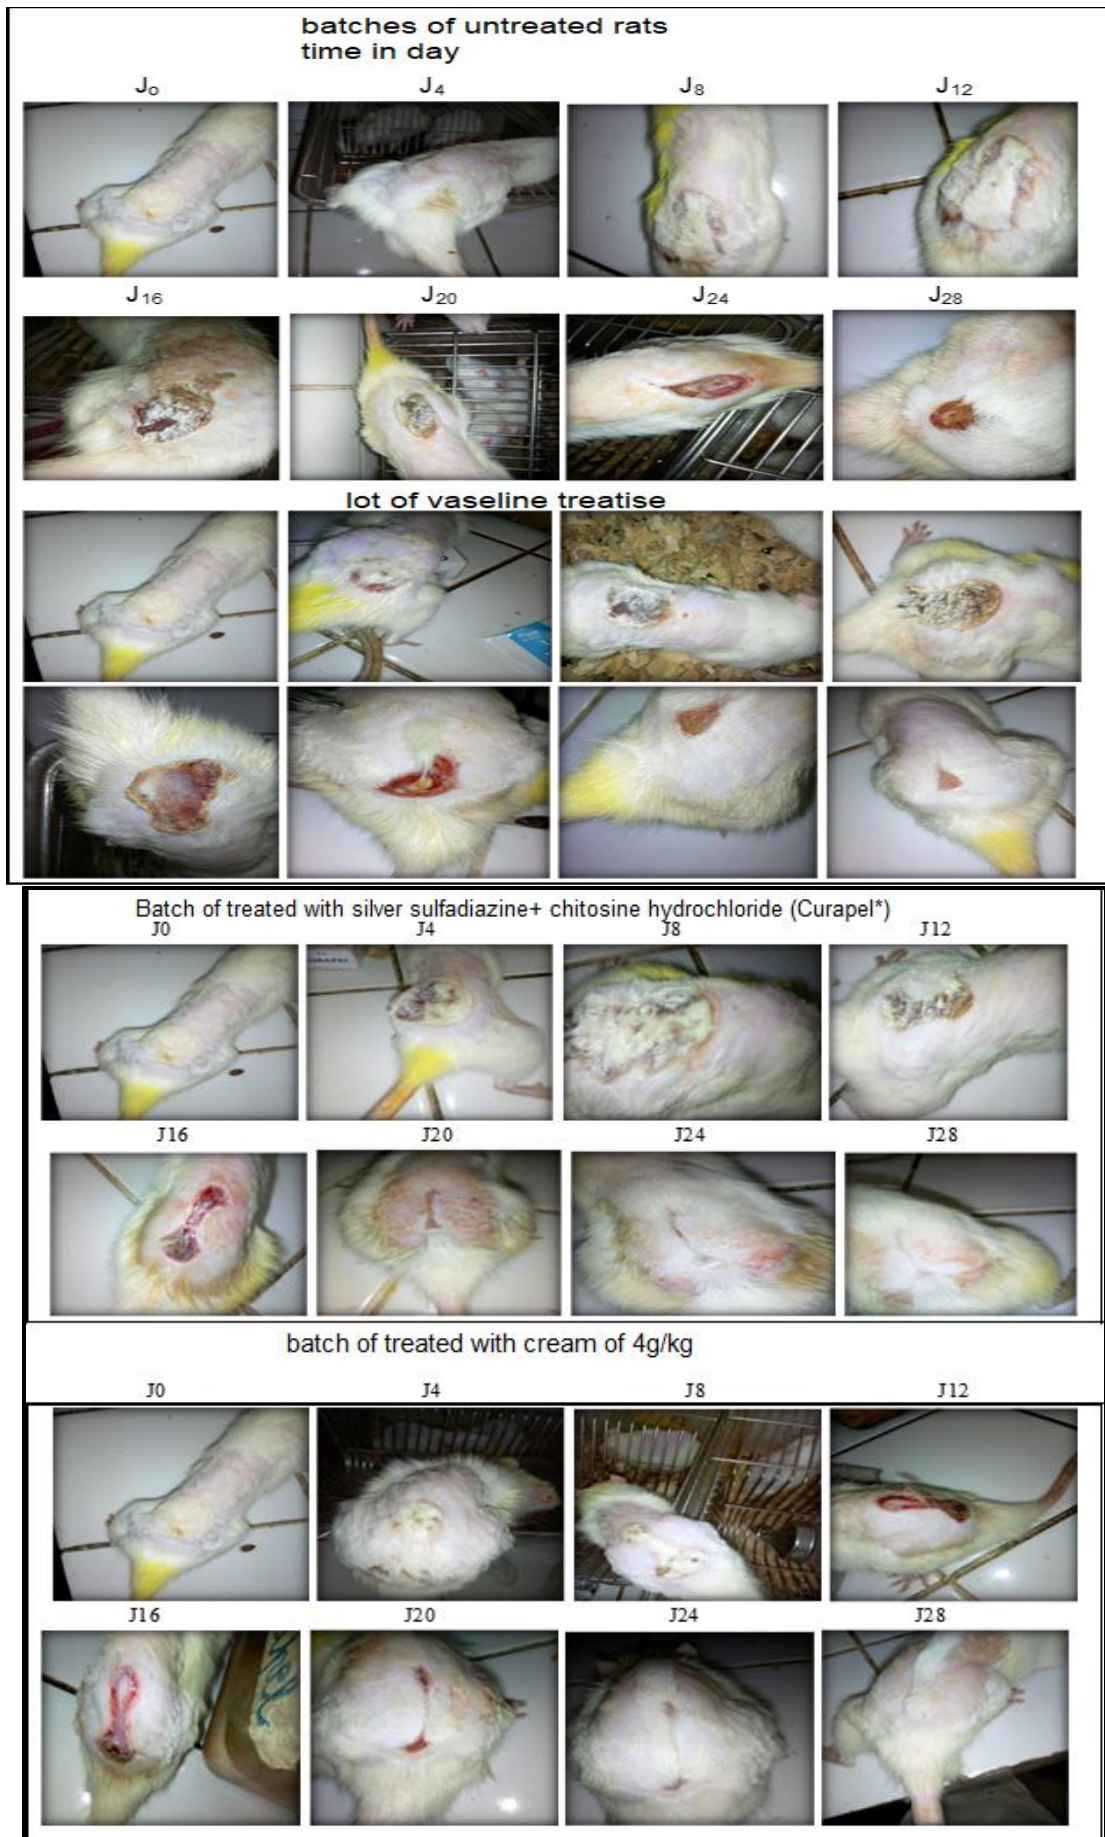 batches of untreated rats
time in day
J₀ J₄ J₈ J₁₂
J₁₆ J₂₀ J₂₄ J₂₈
lot of vaseline treatise
Batch of treated with silver sulfadiazine+ chitosine hydrochloride (Curapel*)
J0 J4 J8 J12
J16 J20 J24 J28
batch of treated with cream of 4g/kg
J0 J4 J8 J12
J16 J20 J24 J28